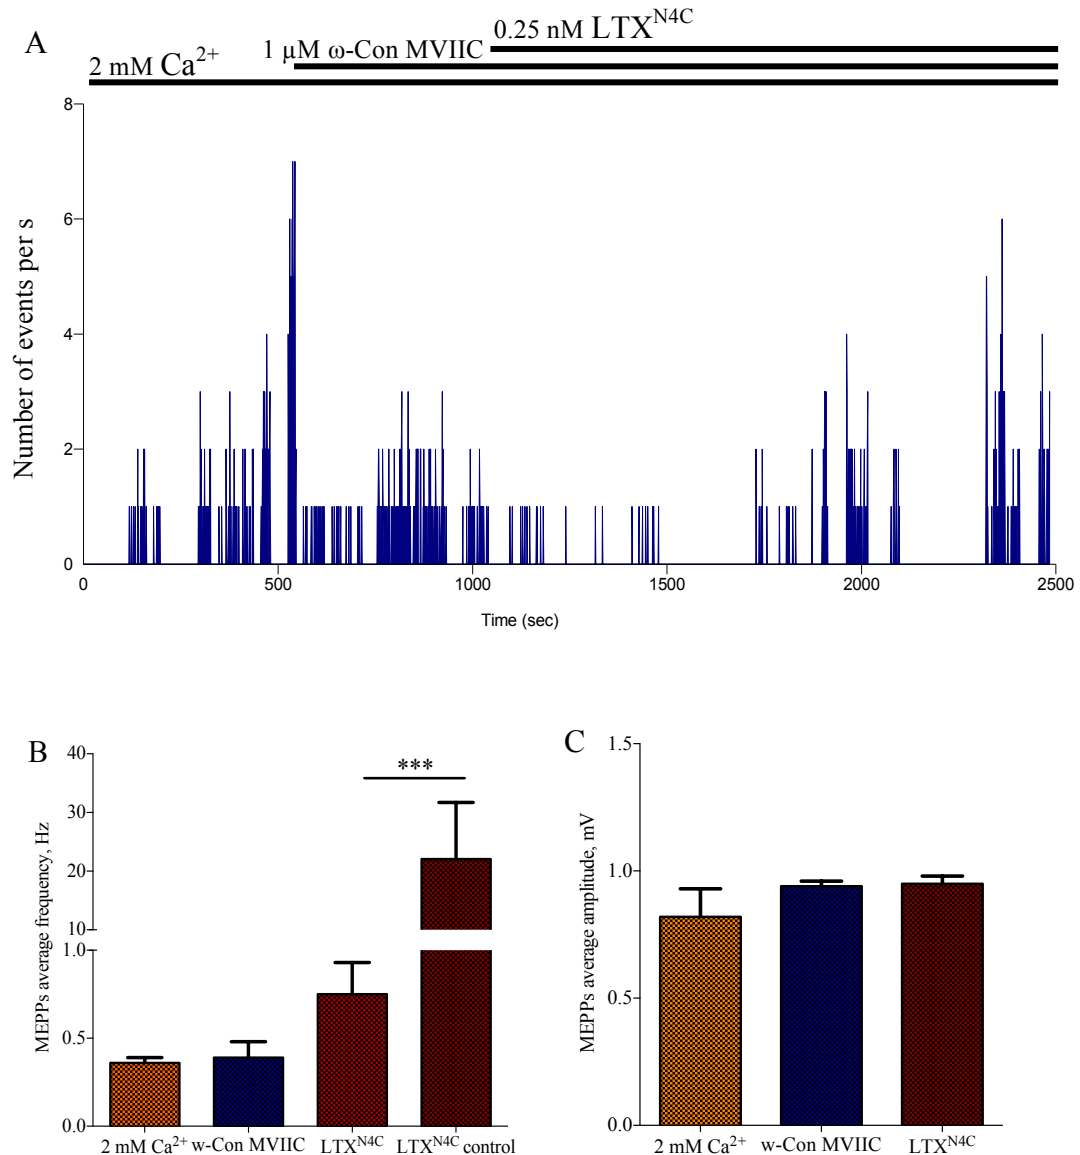 A
0.25 nM LTX^N4C
1 µM ω-Con MVIIC
2 mM Ca^2+
8
6
4
2
0
Number of events per s
0 500 1000 1500 2000 2500
Time (sec)
B
40
30
20
10
1.0
0.5
0.0
MEPPs average frequency, Hz
***
2 mM Ca^2+ w-Con MVIIC LTX^N4C LTX^N4C control
C
1.5
1.0
0.5
0.0
MEPPs average amplitude, mV
2 mM Ca^2+ w-Con MVIIC LTX^N4C